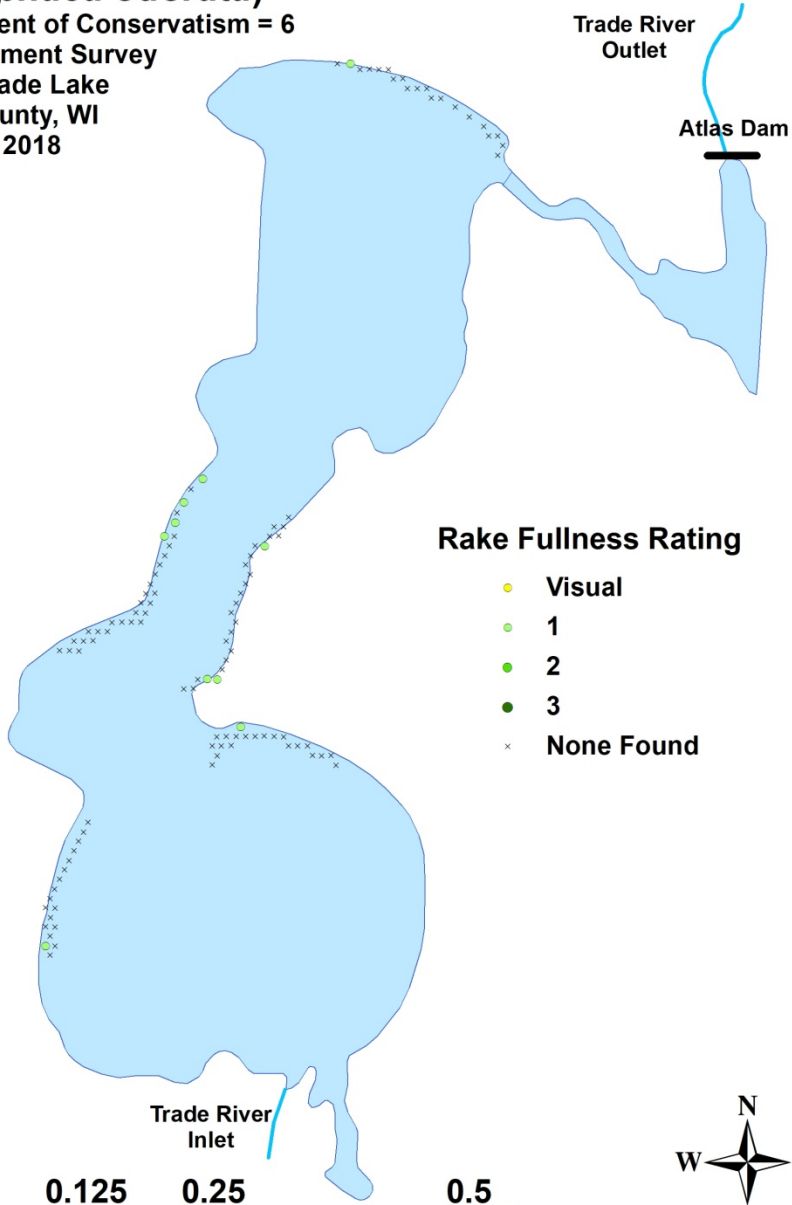 ent of Conservatism = 6
ment Survey
ade Lake
unty, WI
2018
Trade River
Outlet
Atlas Dam
Rake Fullness Rating
Visual
1
2
3
None Found
Trade River
Inlet
N
W
0.125 0.25 0.5